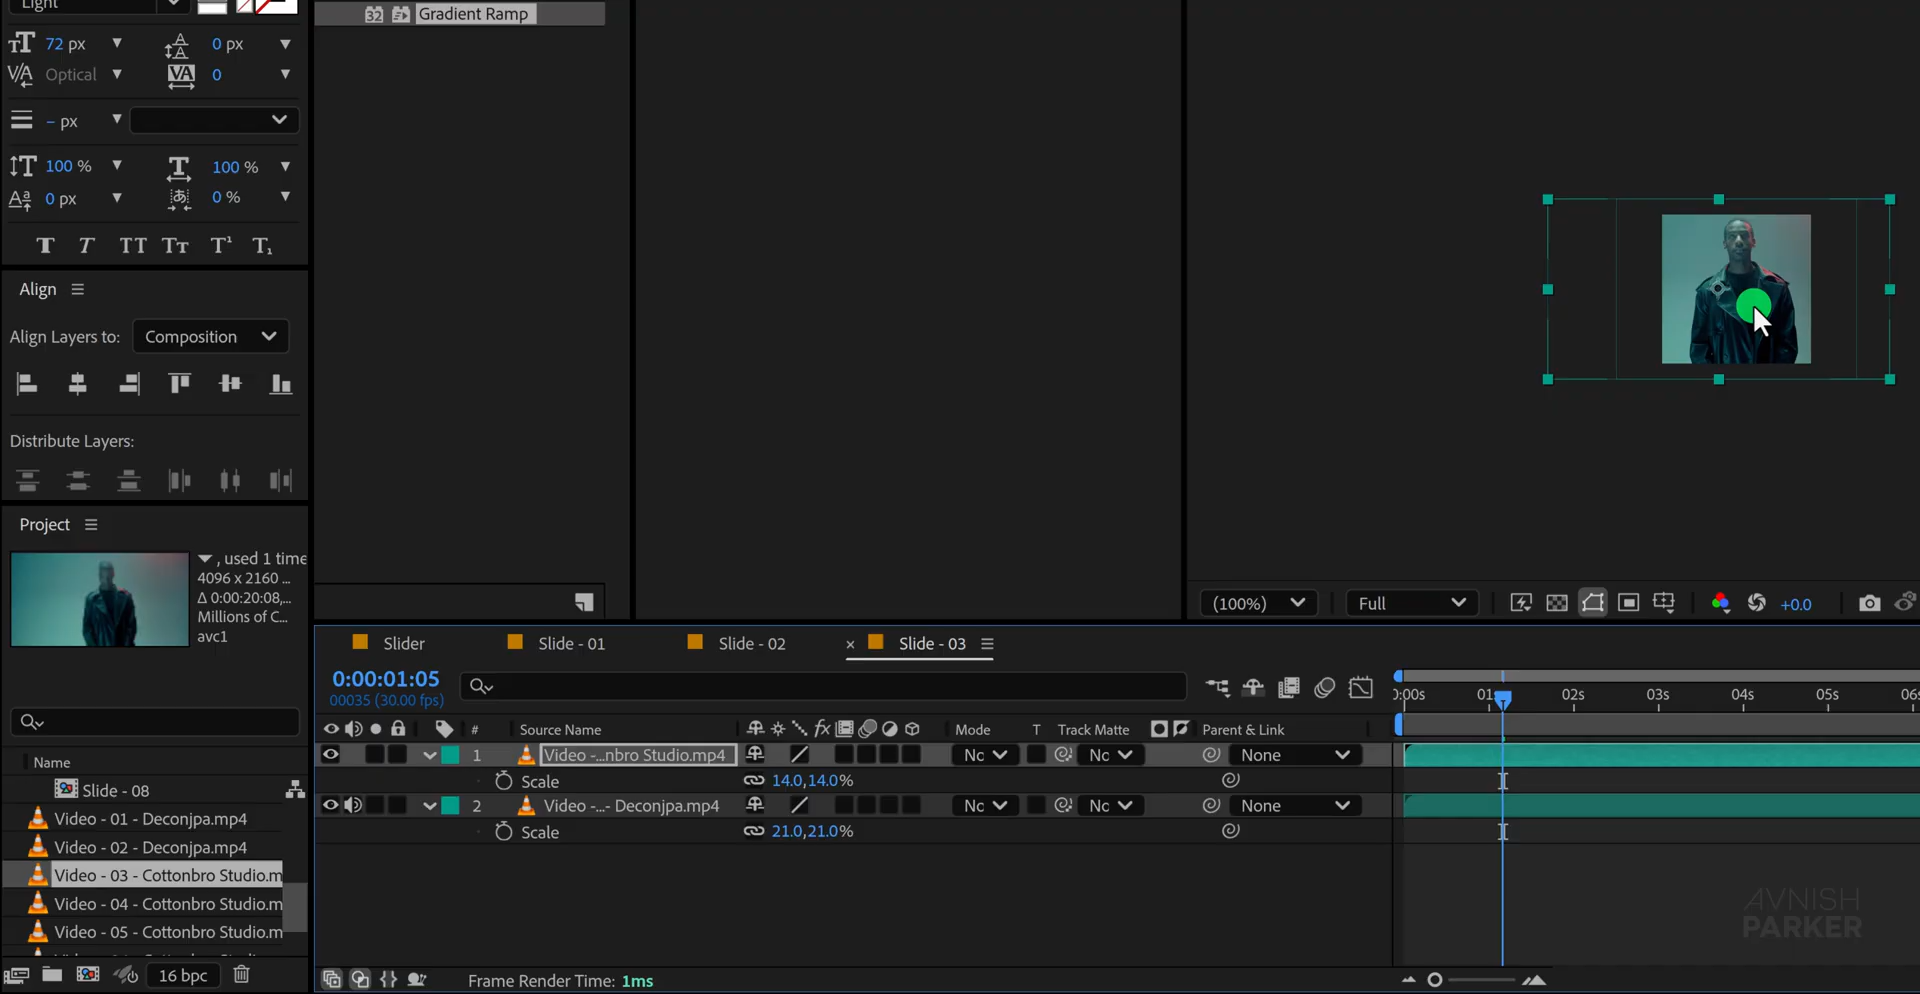 Light
Gradient Ramp
72 px
0 px
Optical
0
– px
100 %
100 %
0 px
0 %
Align
Align Layers to:
Composition
Distribute Layers:
Project
, used 1 time
4096 x 2160 ...
Δ 0:00:20:08,...
Millions of C...
avc1
Name
Slide - 08
Video - 01 - Deconjpa.mp4
Video - 02 - Deconjpa.mp4
Video - 03 - Cottonbro Studio.m
Video - 04 - Cottonbro Studio.m
Video - 05 - Cottonbro Studio.m
16 bpc
(100%)
Full
+0.0
Slider
Slide - 01
Slide - 02
× Slide - 03
0:00:01:05
00035 (30.00 fps)
0:00s 01s 02s 03s 04s 05s 06s
# Source Name Mode T Track Matte Parent & Link
1 Video -...nbro Studio.mp4 Nc Nc None
Scale 14.0,14.0%
2 Video -...- Deconjpa.mp4 Nc Nc None
Scale 21.0,21.0%
AVNISH
PARKER
Frame Render Time: 1ms